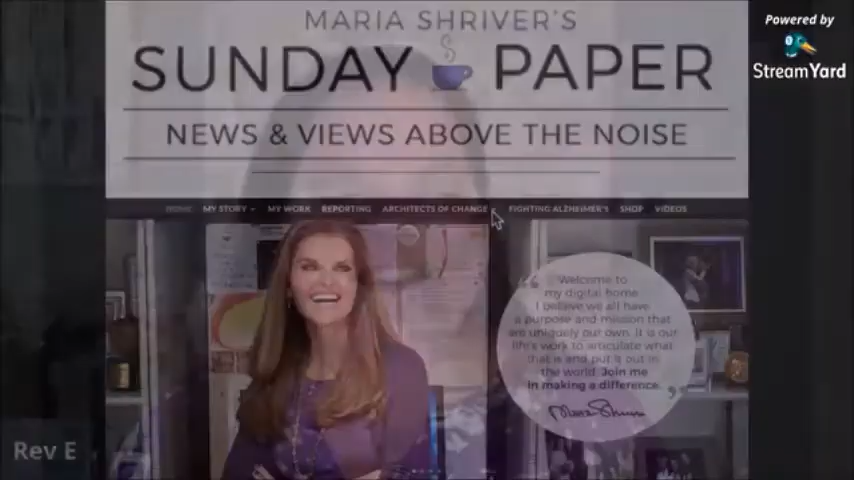 MARIA SHRIVER'S
SUNDAY PAPER
NEWS & VIEWS ABOVE THE NOISE
HOME MY STORY MY WORK REPORTING ARCHITECTS OF CHANGE FIGHTING ALZHEIMER'S SHOP VIDEOS
“ Welcome to
my digital home.
I believe we all have
a purpose and mission that
are uniquely our own. It is our
life's work to articulate what
that is and put it out in
the world. Join me
in making a difference. ”
Maria Shriver
Powered by
StreamYard
Rev E